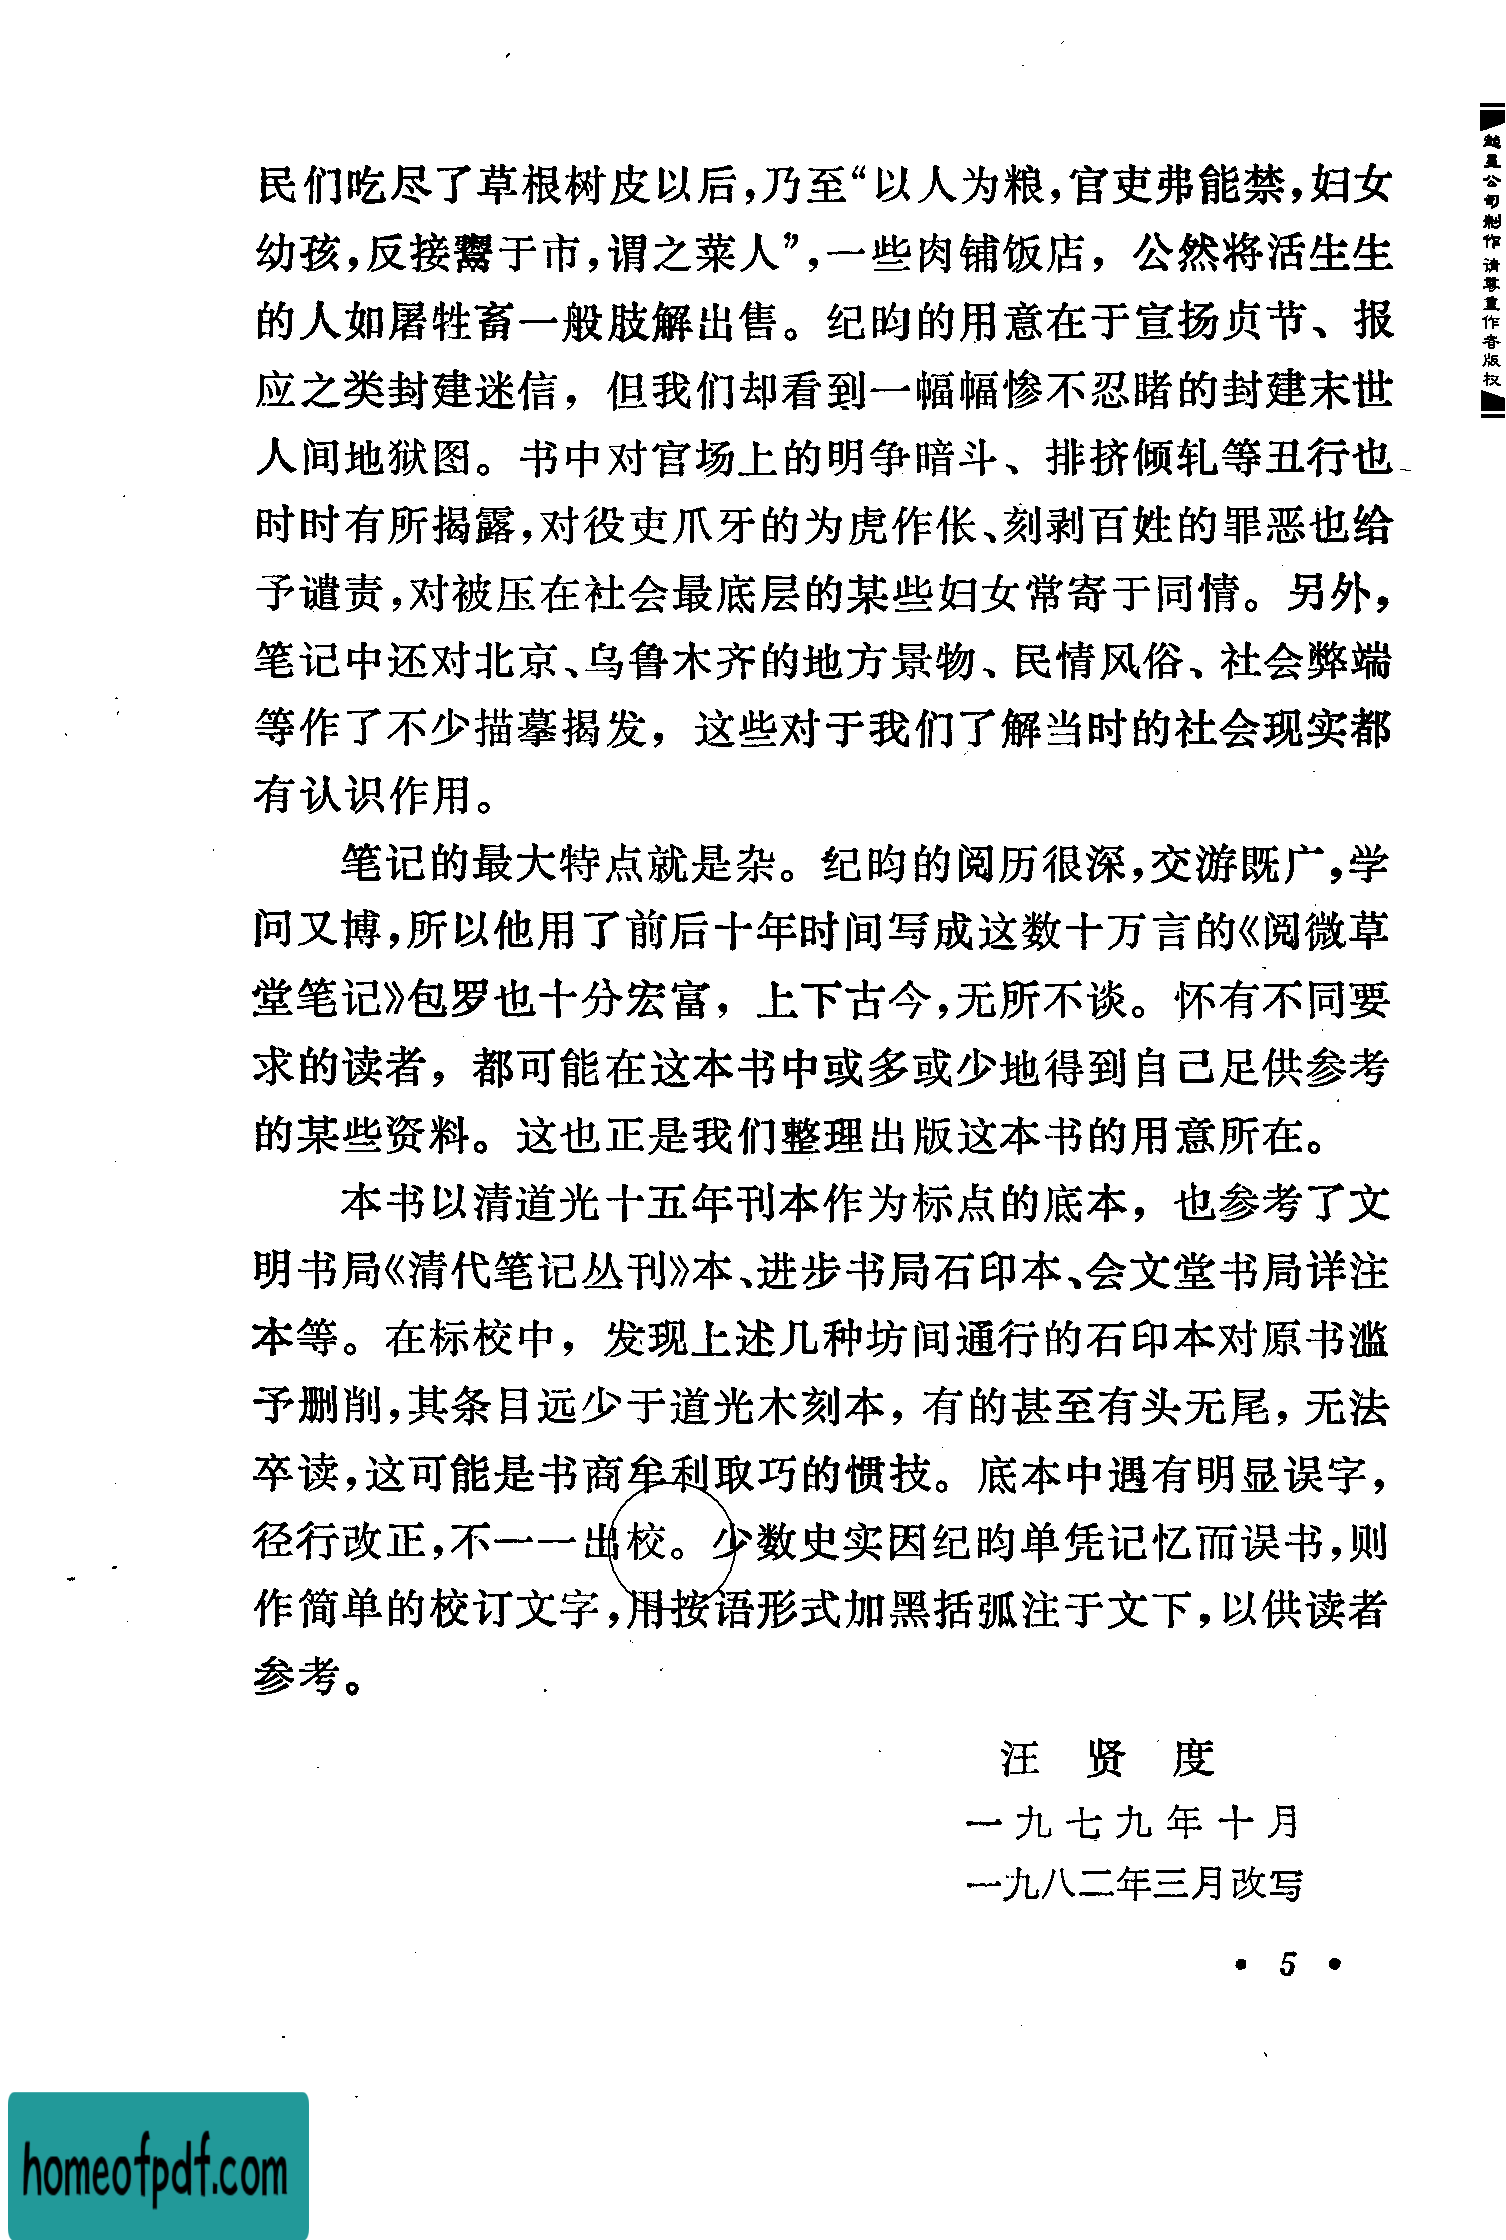 民们吃尽了草根树皮以后，乃至“以人为粮，官吏弗能禁，妇女
幼孩，反接鬻于市，谓之菜人”，一些肉铺饭店，公然将活生生
的人如屠牲畜一般肢解出售。纪昀的用意在于宣扬贞节、报
应之类封建迷信，但我们却看到一幅幅惨不忍睹的封建末世
人间地狱图。书中对官场上的明争暗斗、排挤倾轧等丑行也
时时有所揭露，对役吏爪牙的为虎作伥、刻剥百姓的罪恶也给
予谴责，对被压在社会最底层的某些妇女常寄于同情。另外，
笔记中还对北京、乌鲁木齐的地方景物、民情风俗、社会弊端
等作了不少描摹揭发，这些对于我们了解当时的社会现实都
有认识作用。
笔记的最大特点就是杂。纪昀的阅历很深，交游既广，学
问又博，所以他用了前后十年时间写成这数十万言的《阅微草
堂笔记》包罗也十分宏富，上下古今，无所不谈。怀有不同要
求的读者，都可能在这本书中或多或少地得到自己足供参考
的某些资料。这也正是我们整理出版这本书的用意所在。
本书以清道光十五年刊本作为标点的底本，也参考了文
明书局《清代笔记丛刊》本、进步书局石印本、会文堂书局详注
本等。在标校中，发现上述几种坊间通行的石印本对原书滥
予删削，其条目远少于道光木刻本，有的甚至有头无尾，无法
卒读，这可能是书商牟利取巧的惯技。底本中遇有明显误字，
径行改正，不一一出校。少数史实因纪昀单凭记忆而误书，则
作简单的校订文字，用按语形式加黑括弧注于文下，以供读者
参考。
汪贤度
一九七九年十月
一九八二年三月改写
• 5 •
超星公司制作 请尊重作者版权
homeofpdf.com